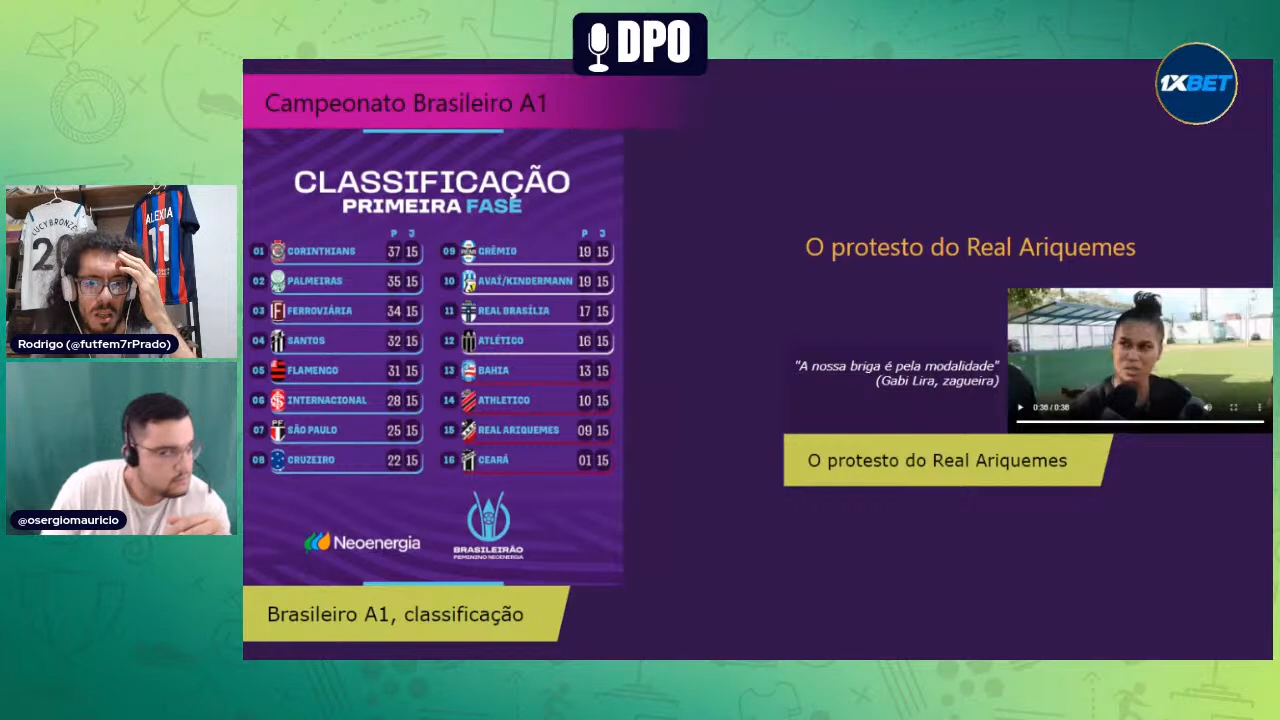 DPO
1XBET
Campeonato Brasileiro A1
CLASSIFICAÇÃO
PRIMEIRA FASE
P J
01 CORINTHIANS 37 15
02 PALMEIRAS 35 15
03 FERROVIÁRIA 34 15
04 SANTOS 32 15
05 FLAMENGO 31 15
06 INTERNACIONAL 28 15
07 SÃO PAULO 25 15
08 CRUZEIRO 22 15
P J
09 GRÊMIO 19 15
10 AVAÍ/KINDERMANN 19 15
11 REAL BRASÍLIA 17 15
12 ATLÉTICO 16 15
13 BAHIA 13 15
14 ATHLETICO 10 15
15 REAL ARIQUEMES 09 15
16 CEARÁ 01 15
Neoenergia
BRASILEIRÃO
FEMININO NEOENERGIA
Brasileiro A1, classificação
O protesto do Real Ariquemes
"A nossa briga é pela modalidade"
(Gabi Lira, zagueira)
0:36 / 0:36
O protesto do Real Ariquemes
LUCY BRONZE
20
ALEXIA
11
Rodrigo (@futfem7rPrado)
@osergiomauricio